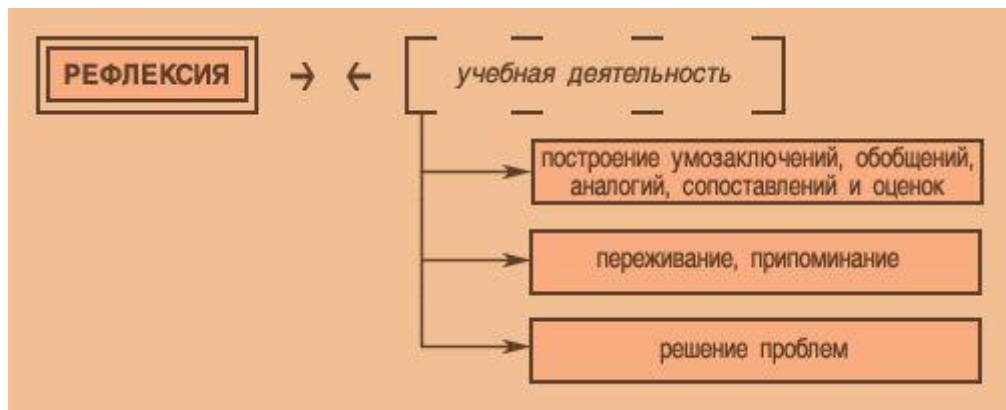 РЕФЛЕКСИЯ
учебная деятельность
построение умозаключений, обобщений,
аналогий, сопоставлений и оценок
переживание, припоминание
решение проблем